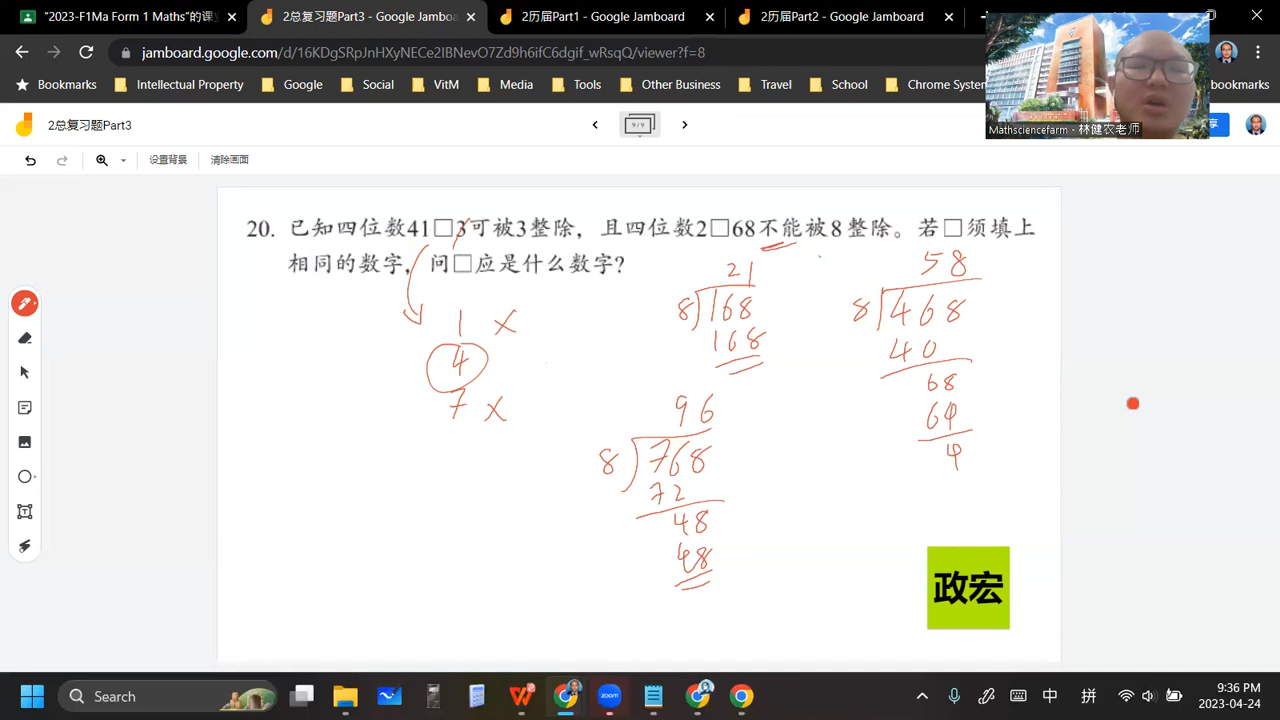 "2023-F1Ma Form 1 Maths"的课
2总复习题Part3 - Google Jambo
2历届Part1 - Google Jamboard
2历届Part2 - Google Jamboard
jamboard.google.com/d/16KDgSRpJnHXyNECe2IBNevO7Zd9h6ifC6dgif_wRsqQ/viewer?f=8
Bookmarks
Intellectual Property
Social
VitM
Media
Tools
Other Business
Travel
School
Chrome System
Bookmarks
Mathsciencefarm - 林健农老师
2总复习题Part3
9 / 9
享
设置背景
清除画面
20. 已知四位数41□3可被3整除，且四位数2□68不能被8整除。若□须填上
相同的数字，问□应是什么数字?
1 X
4
7 X
21
8 168
168
58
8 468
40
68
64
4
96
8 768
72
48
48
政宏
Search
中
拼
9:36 PM
2023-04-24